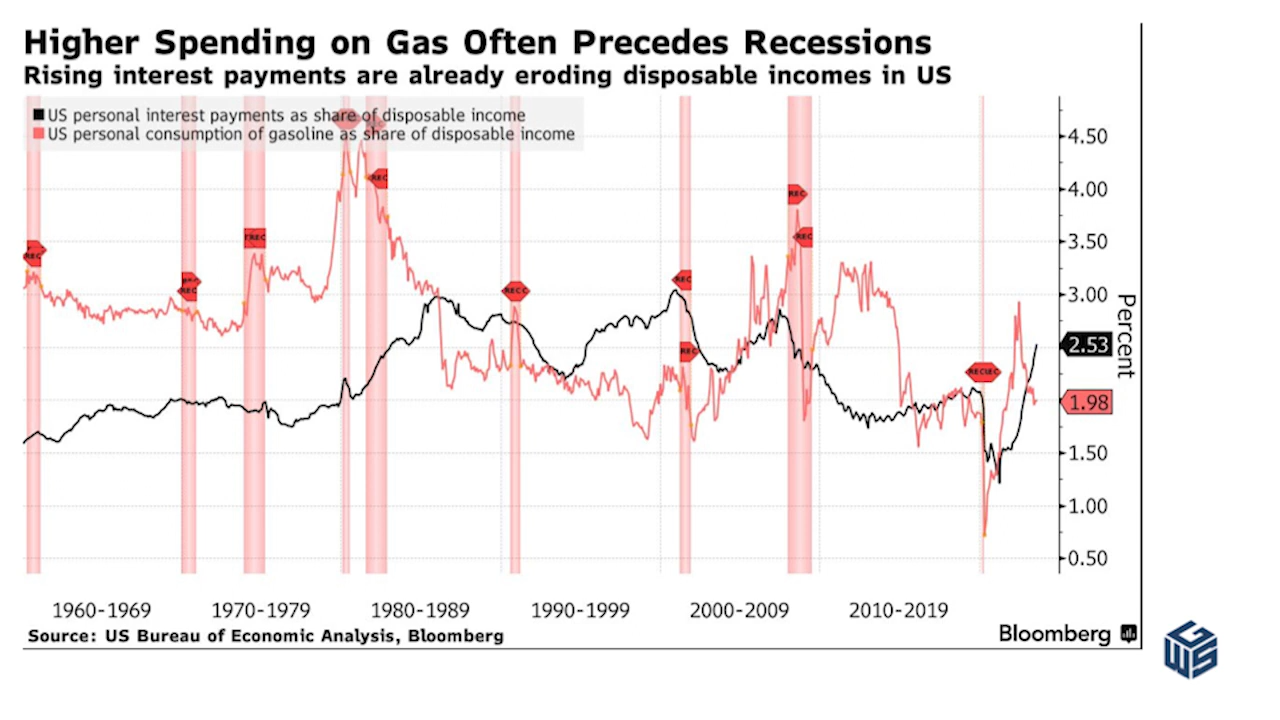 Higher Spending on Gas Often Precedes Recessions
Rising interest payments are already eroding disposable incomes in US
US personal interest payments as share of disposable income
US personal consumption of gasoline as share of disposable income
4.50
REC
4.00
REC
REC
REC
3.50
REC
REC
3.00
REC
REC
Percent
2.53
REC
REC
1.98
1.50
1.00
0.50
1960-1969
1970-1979
1980-1989
1990-1999
2000-2009
2010-2019
Source: US Bureau of Economic Analysis, Bloomberg
Bloomberg
GWS